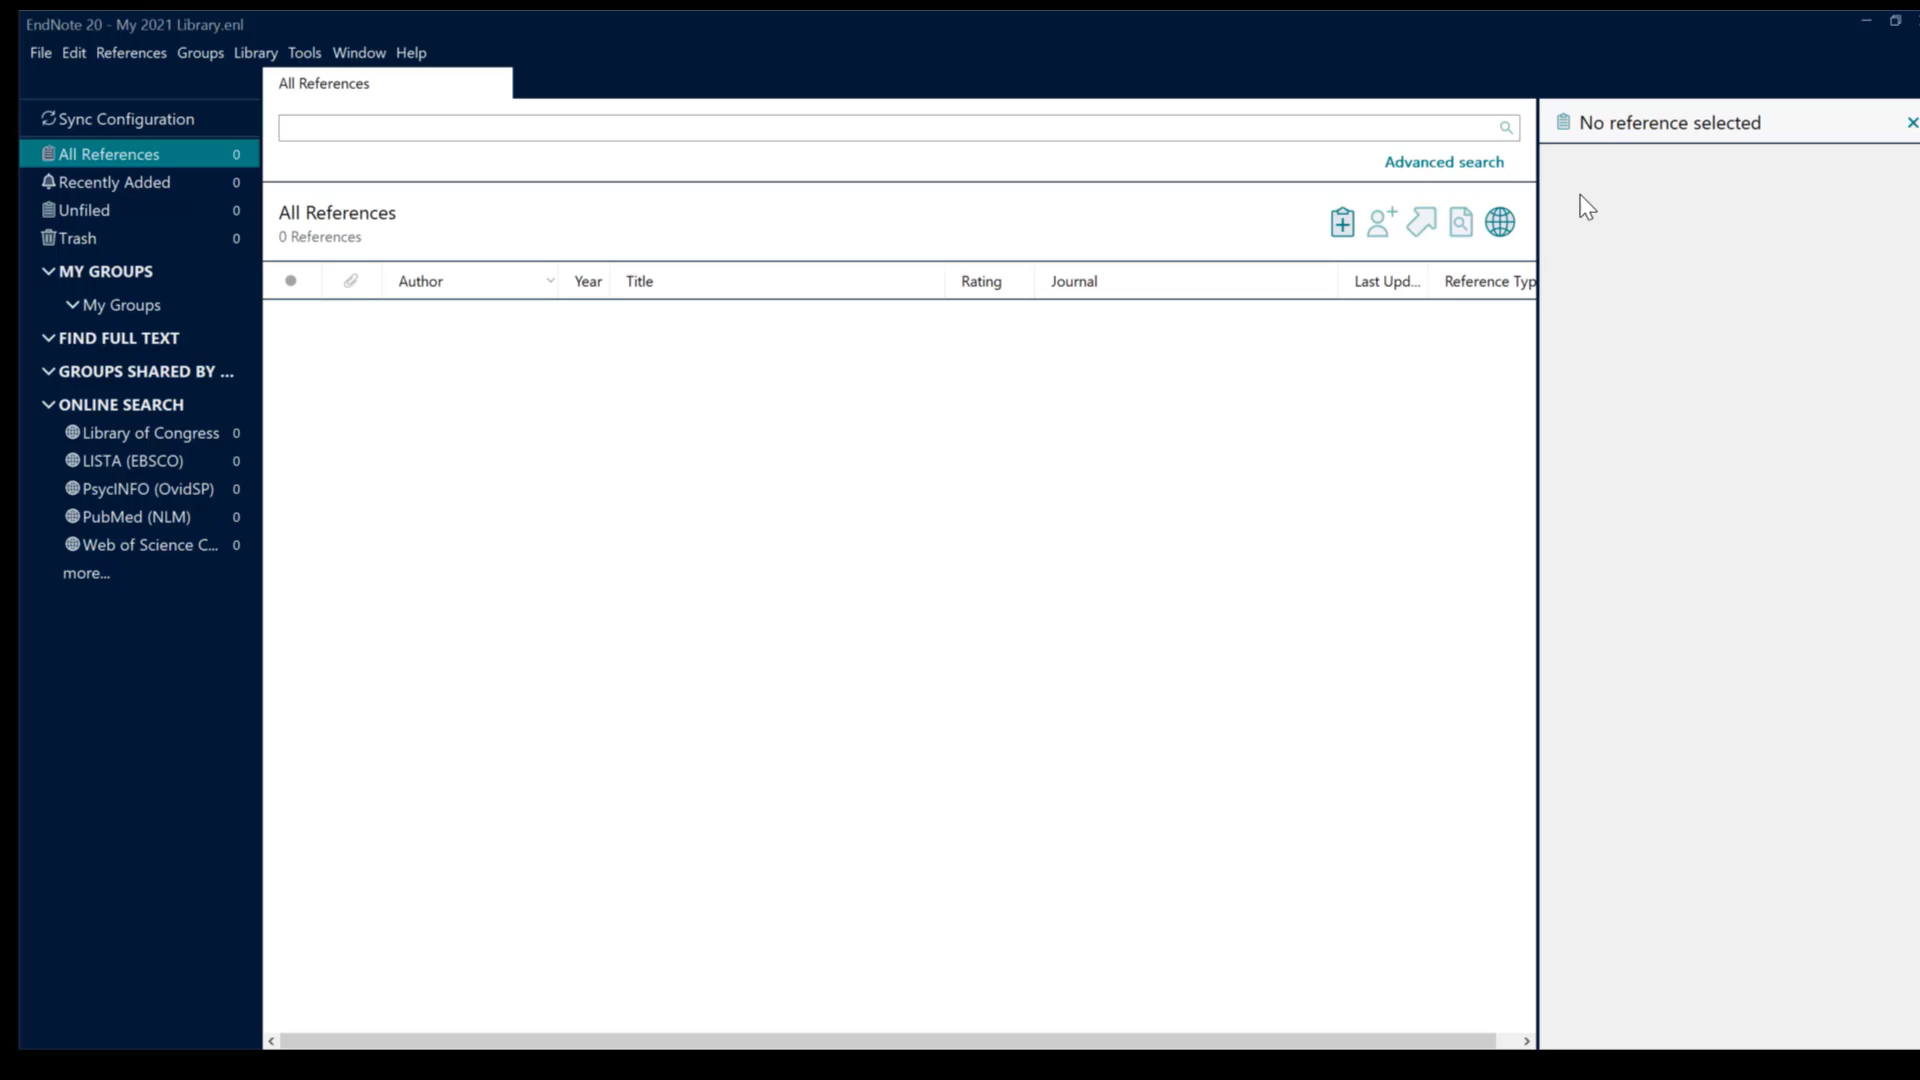 EndNote 20 - My 2021 Library.enl
File Edit References Groups Library Tools Window Help
All References
Sync Configuration
All References 0
Recently Added 0
Unfiled 0
Trash 0
MY GROUPS
My Groups
FIND FULL TEXT
GROUPS SHARED BY ...
ONLINE SEARCH
Library of Congress 0
LISTA (EBSCO) 0
PsycINFO (OvidSP) 0
PubMed (NLM) 0
Web of Science C... 0
more...
Advanced search
All References
0 References
Author Year Title Rating Journal Last Upd... Reference Typ
No reference selected